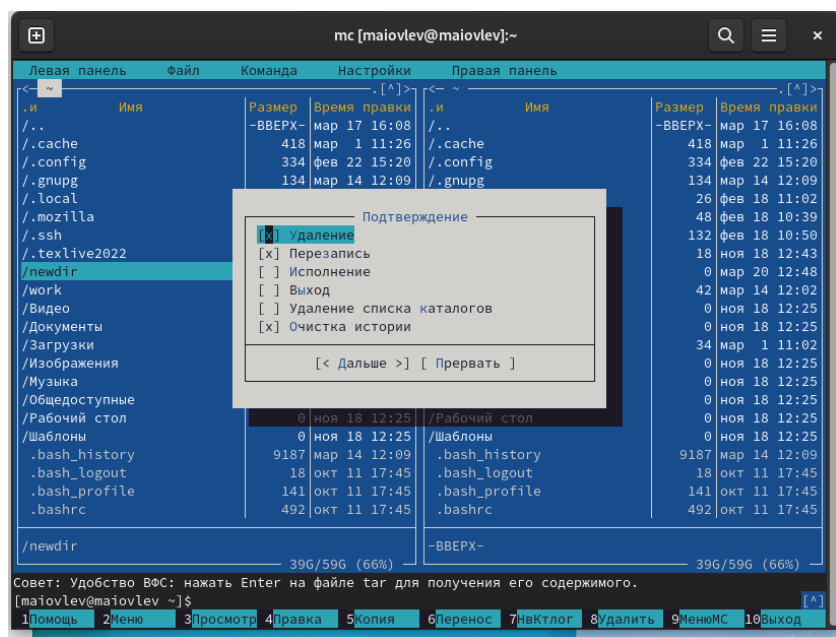 mc [maiovlev@maiovlev]:~
Левая панель Файл Команда Настройки Правая панель
<— ~ .[^]> <— ~ .[^]>
.и Имя Размер Время правки .и Имя Размер Время правки
/.. -ВВЕРХ- мар 17 16:08 /.. -ВВЕРХ- мар 17 16:08
/.cache 418 мар 1 11:26 /.cache 418 мар 1 11:26
/.config 334 фев 22 15:20 /.config 334 фев 22 15:20
/.gnupg 134 мар 14 12:09 /.gnupg 134 мар 14 12:09
/.local 26 фев 18 11:02
/.mozilla Подтверждение 48 фев 18 10:39
/.ssh [x] Удаление 132 фев 18 10:50
/.texlive2022 [x] Перезапись 18 ноя 18 12:43
/newdir [ ] Исполнение 0 мар 20 12:48
/work [ ] Выход 42 мар 14 12:02
/Видео [ ] Удаление списка каталогов 0 ноя 18 12:25
/Документы [x] Очистка истории 0 ноя 18 12:25
/Загрузки 34 мар 1 11:02
/Изображения [< Дальше >] [ Прервать ] 0 ноя 18 12:25
/Музыка 0 ноя 18 12:25
/Общедоступные 0 ноя 18 12:25
/Рабочий стол 0 ноя 18 12:25 /Рабочий стол 0 ноя 18 12:25
/Шаблоны 0 ноя 18 12:25 /Шаблоны 0 ноя 18 12:25
.bash_history 9187 мар 14 12:09 .bash_history 9187 мар 14 12:09
.bash_logout 18 окт 11 17:45 .bash_logout 18 окт 11 17:45
.bash_profile 141 окт 11 17:45 .bash_profile 141 окт 11 17:45
.bashrc 492 окт 11 17:45 .bashrc 492 окт 11 17:45
/newdir -ВВЕРХ-
39G/59G (66%) 39G/59G (66%)
Совет: Удобство ВФС: нажать Enter на файле tar для получения его содержимого.
[maiovlev@maiovlev ~]$ [^]
1Помощь 2Меню 3Просмотр 4Правка 5Копия 6Перенос 7НвКтлог 8Удалить 9МенюМС 10Выход